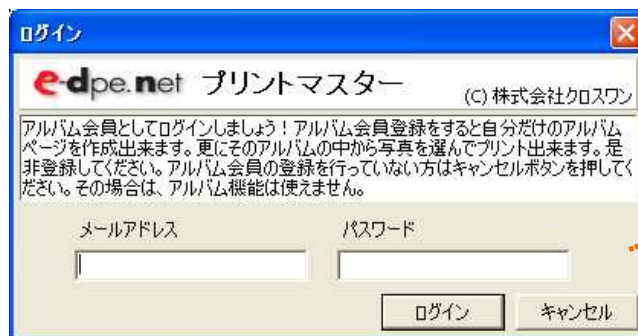 ログイン
e-dpe.net プリントマスター
(C) 株式会社クロスワン
アルバム会員としてログインしましょう！アルバム会員登録をすると自分だけのアルバム
ページを作成出来ます。更にそのアルバムの中から写真を選んでプリント出来ます。是
非登録してください。アルバム会員の登録を行っていない方はキャンセルボタンを押してく
ださい。その場合は、アルバム機能は使えません。
メールアドレス パスワード
ログイン キャンセル